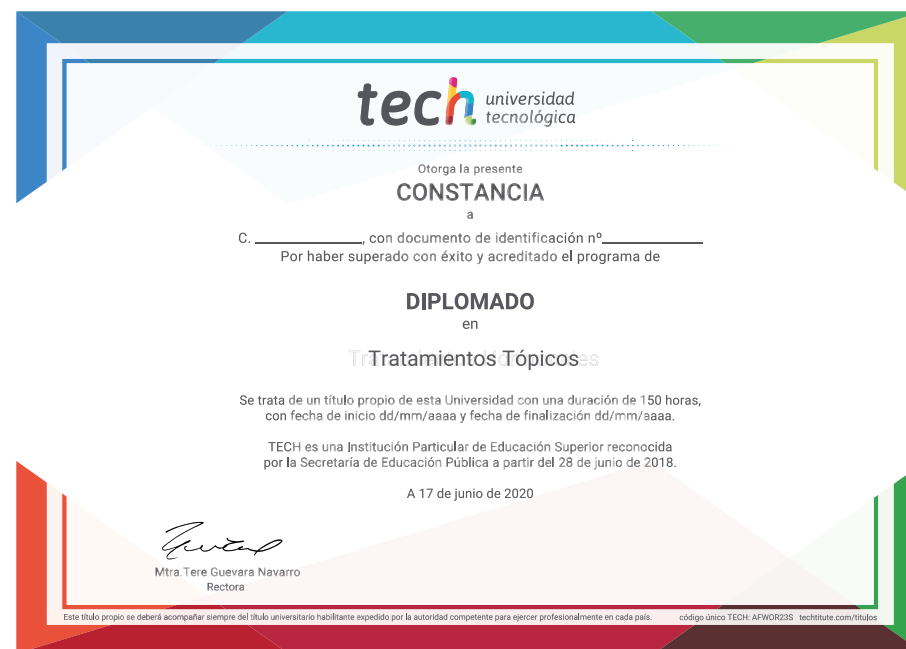 tech universidad
tecnológica
Otorga la presente
CONSTANCIA
a
C. ____________, con documento de identificación nº____________
Por haber superado con éxito y acreditado el programa de
DIPLOMADO
en
Tratamientos Tópicos
Se trata de un título propio de esta Universidad con una duración de 150 horas,
con fecha de inicio dd/mm/aaaa y fecha de finalización dd/mm/aaaa.
TECH es una Institución Particular de Educación Superior reconocida
por la Secretaría de Educación Pública a partir del 28 de junio de 2018.
A 17 de junio de 2020
Mtra.Tere Guevara Navarro
Rectora
Este título propio se deberá acompañar siempre del título universitario habilitante expedido por la autoridad competente para ejercer profesionalmente en cada país. código único TECH: AFWOR23S techtitute.com/titulos